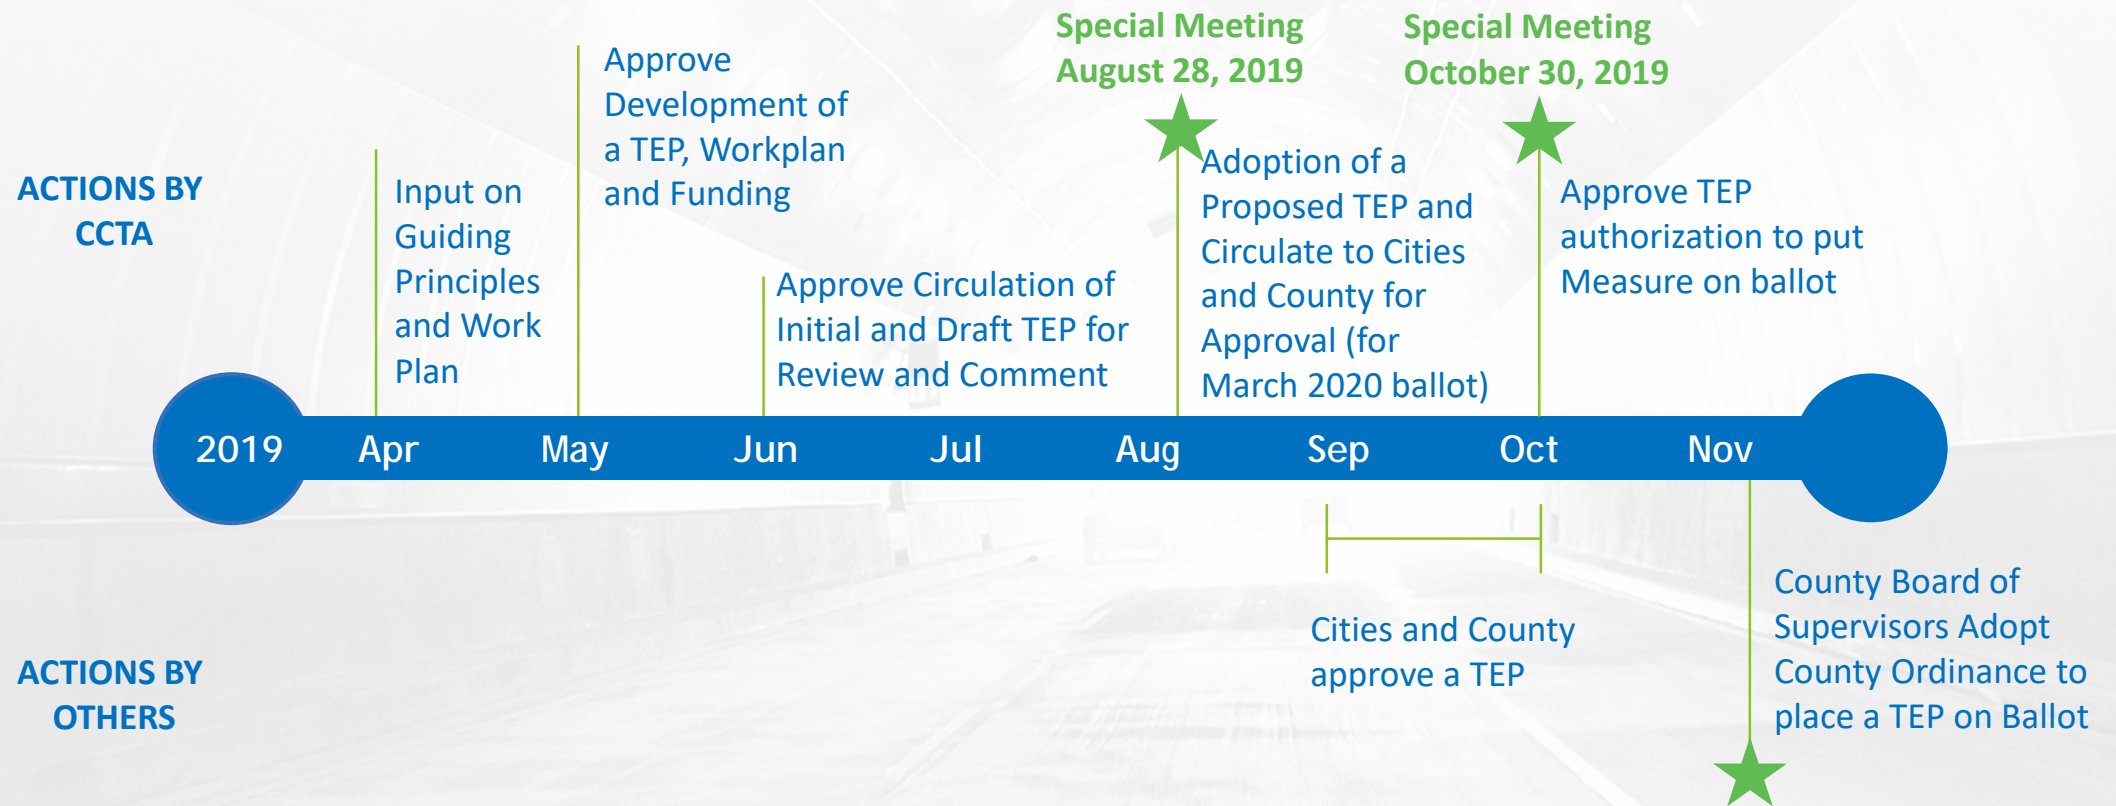 Special Meeting
August 28, 2019
Special Meeting
October 30, 2019
ACTIONS BY
CCTA
Input on
Guiding
Principles
and Work
Plan
Approve
Development of
a TEP, Workplan
and Funding
Approve Circulation of
Initial and Draft TEP for
Review and Comment
Adoption of a
Proposed TEP and
Circulate to Cities
and County for
Approval (for
March 2020 ballot)
Approve TEP
authorization to put
Measure on ballot
2019 Apr May Jun Jul Aug Sep Oct Nov
ACTIONS BY
OTHERS
Cities and County
approve a TEP
County Board of
Supervisors Adopt
County Ordinance to
place a TEP on Ballot